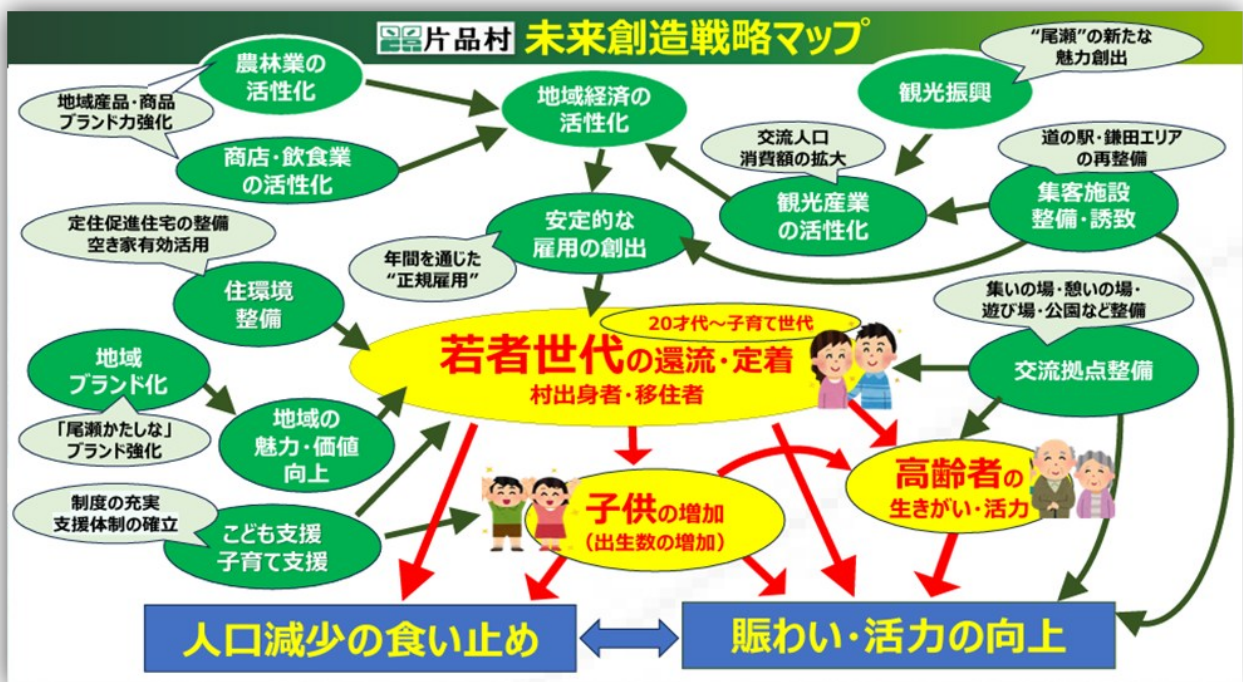 片品村 未来創造戦略マップ
“尾瀬”の新たな
魅力創出
農林業の
活性化
地域産品・商品
ブランド力強化
地域経済の
活性化
観光振興
交流人口
消費額の拡大
道の駅・鎌田エリア
の再整備
商店・飲食業
の活性化
集客施設
整備・誘致
観光産業
の活性化
定住促進住宅の整備
空き家有効活用
安定的な
雇用の創出
年間を通じた
“正規雇用”
住環境
整備
集いの場・憩いの場・
遊び場・公園など整備
20才代～子育て世代
若者世代の還流・定着
村出身者・移住者
地域
ブランド化
交流拠点整備
「尾瀬かたしな」
ブランド強化
地域の
魅力・価値
向上
高齢者の
生きがい・活力
制度の充実
支援体制の確立
子供の増加
（出生数の増加）
こども支援
子育て支援
人口減少の食い止め
賑わい・活力の向上